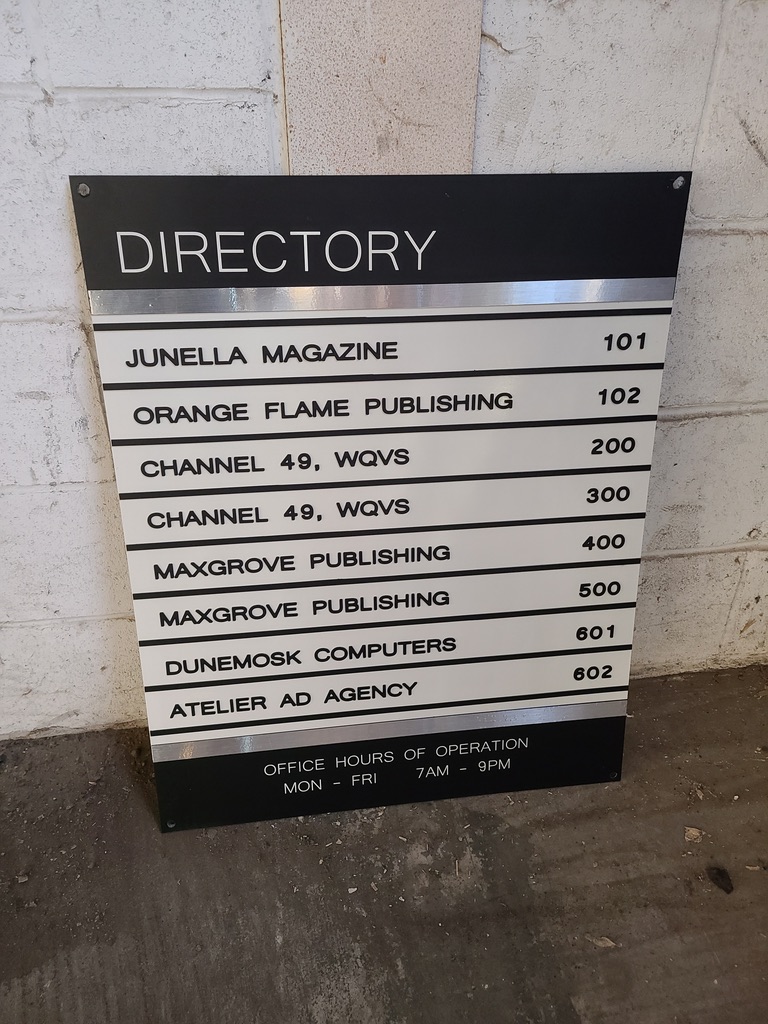 DIRECTORY
JUNELLA MAGAZINE 101
ORANGE FLAME PUBLISHING 102
CHANNEL 49, WQVS 200
CHANNEL 49, WQVS 300
MAXGROVE PUBLISHING 400
MAXGROVE PUBLISHING 500
DUNEMOSK COMPUTERS 601
ATELIER AD AGENCY 602
OFFICE HOURS OF OPERATION
MON - FRI 7AM - 9PM